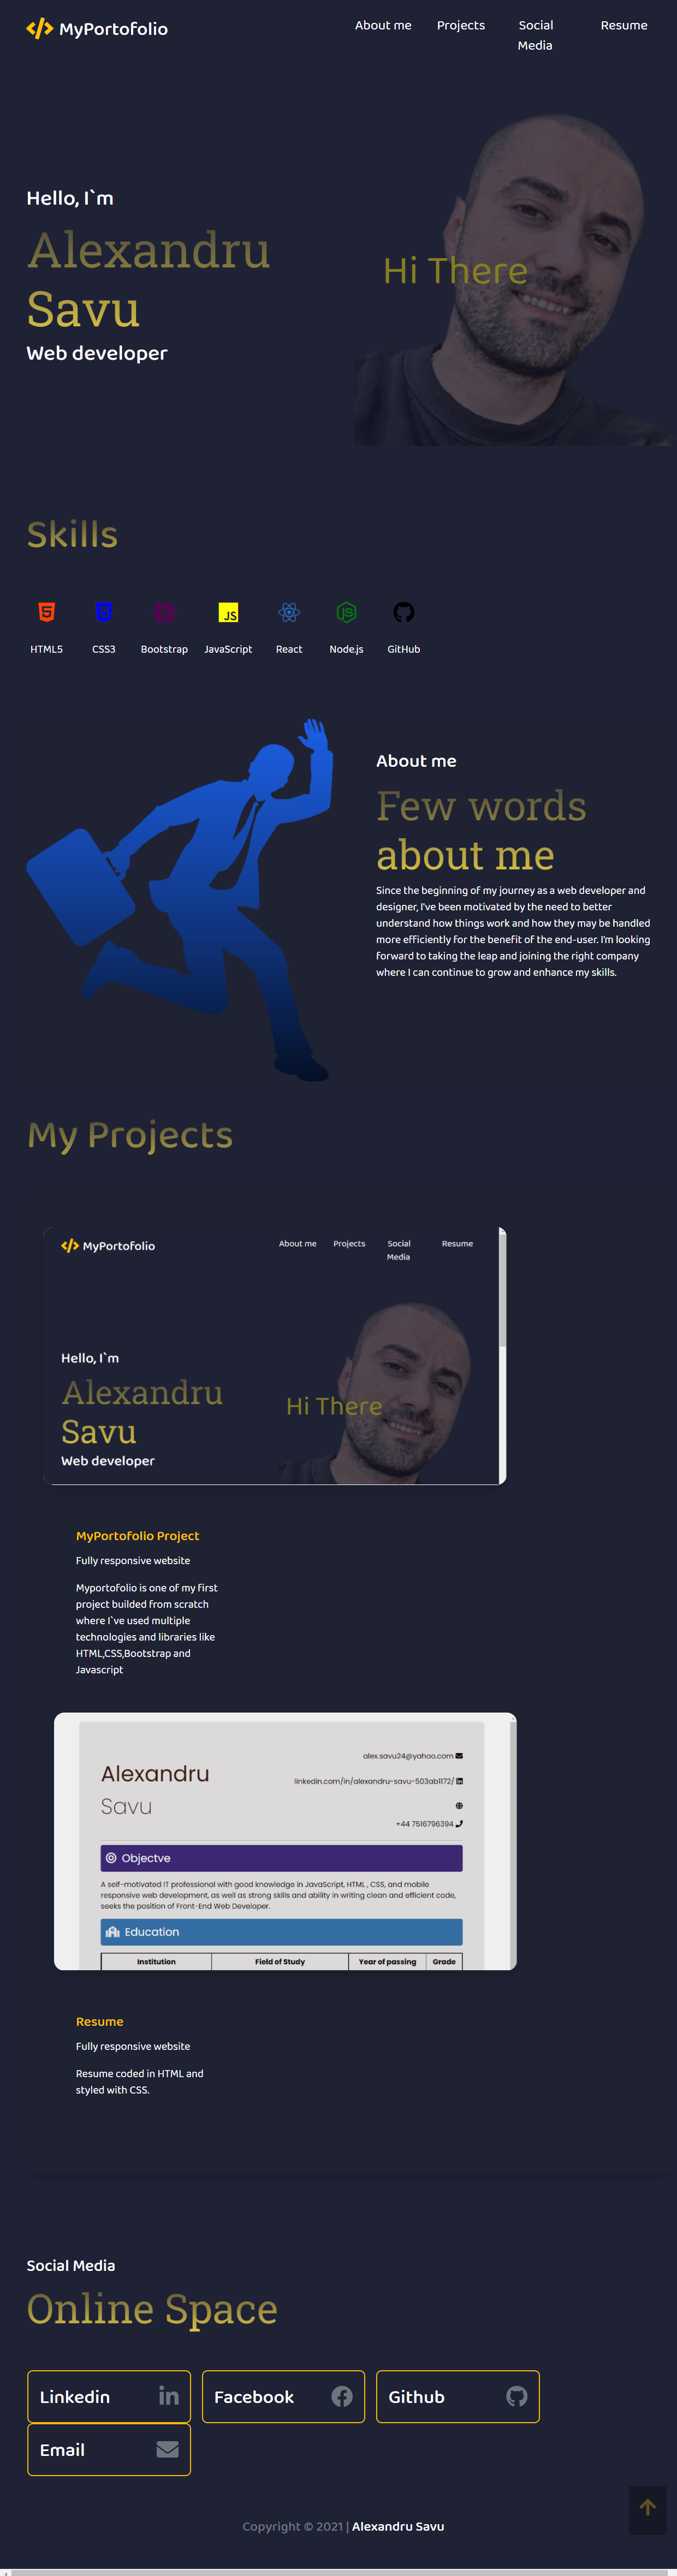 MyPortofolio
About me
Projects
Social
Media
Resume
Hello, I`m
Alexandru
Savu
Web developer
Hi There
Skills
HTML5
CSS3
Bootstrap
JS
JavaScript
React
Node.js
GitHub
About me
Few words
about me
Since the beginning of my journey as a web developer and
designer, I've been motivated by the need to better
understand how things work and how they may be handled
more efficiently for the benefit of the end-user. I'm looking
forward to taking the leap and joining the right company
where I can continue to grow and enhance my skills.
My Projects
MyPortofolio
About me
Projects
Social
Media
Resume
Hello, I`m
Alexandru
Savu
Web developer
Hi There
MyPortofolio Project
Fully responsive website
Myportofolio is one of my first
project builded from scratch
where I`ve used multiple
technologies and libraries like
HTML,CSS,Bootstrap and
Javascript
Alexandru
Savu
alex.savu24@yahoo.com
linkedin.com/in/alexandru-savu-503ab1172/
+44 7516796394
Objectve
A self-motivated IT professional with good knowledge in JavaScript, HTML , CSS, and mobile
responsive web development, as well as strong skills and ability in writing clean and efficient code,
seeks the position of Front-End Web Developer.
Education
Institution
Field of Study
Year of passing
Grade
Resume
Fully responsive website
Resume coded in HTML and
styled with CSS.
Social Media
Online Space
Linkedin
Facebook
Github
Email
Copyright © 2021 | Alexandru Savu